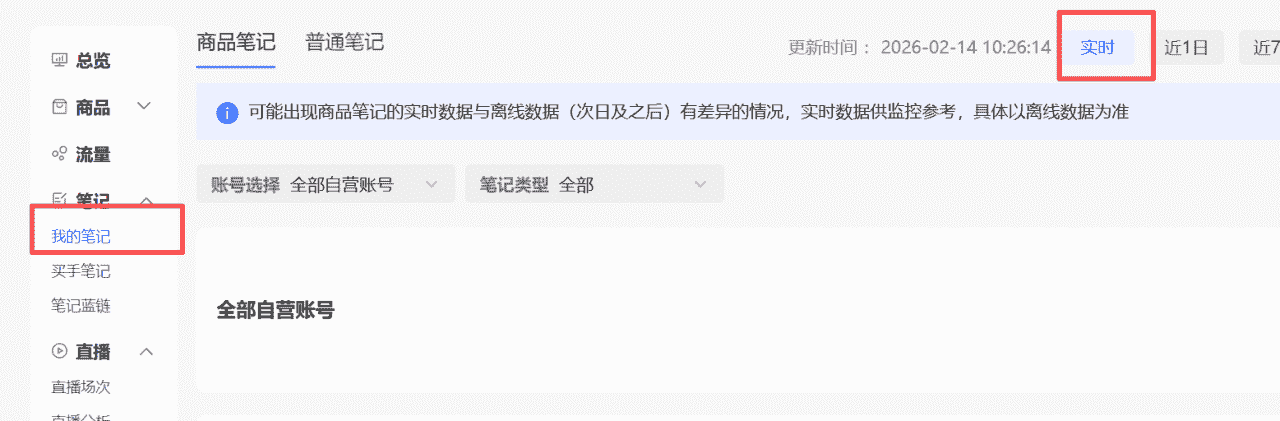 总览
商品
流量
笔记
我的笔记
买手笔记
笔记蓝链
直播
直播场次
直播分析
商品笔记 普通笔记
更新时间： 2026-02-14 10:26:14 实时 近1日 近7
可能出现商品笔记的实时数据与离线数据（次日及之后）有差异的情况，实时数据供监控参考，具体以离线数据为准
账号选择 全部自营账号 笔记类型 全部
全部自营账号